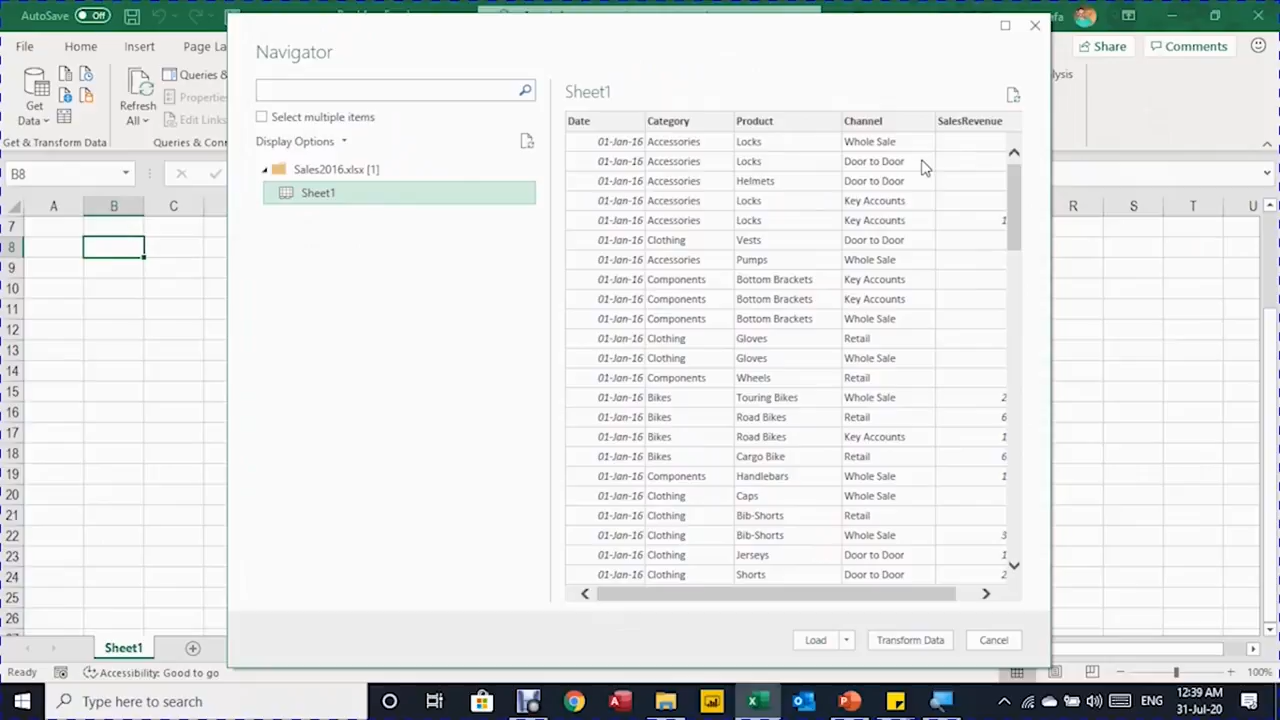 AutoSave Off
File Home Insert Page La
Share Comments
Get Data
Refresh All
Queries &
Properties
Edit Links
Get & Transform Data Queries & Conn
alysis
B8
A B C
R S T U
7
8
9
10
11
12
13
14
15
16
17
18
19
20
21
22
23
24
25
26
Navigator
Select multiple items
Display Options
Sales2016.xlsx [1]
Sheet1
Sheet1
Date Category Product Channel SalesRevenue
01-Jan-16 Accessories Locks Whole Sale
01-Jan-16 Accessories Locks Door to Door
01-Jan-16 Accessories Helmets Door to Door
01-Jan-16 Accessories Locks Key Accounts
01-Jan-16 Accessories Locks Key Accounts 1
01-Jan-16 Clothing Vests Door to Door
01-Jan-16 Accessories Pumps Whole Sale
01-Jan-16 Components Bottom Brackets Key Accounts
01-Jan-16 Components Bottom Brackets Key Accounts
01-Jan-16 Components Bottom Brackets Whole Sale
01-Jan-16 Clothing Gloves Retail
01-Jan-16 Clothing Gloves Whole Sale
01-Jan-16 Components Wheels Retail
01-Jan-16 Bikes Touring Bikes Whole Sale 2
01-Jan-16 Bikes Road Bikes Retail 6
01-Jan-16 Bikes Road Bikes Key Accounts 1
01-Jan-16 Bikes Cargo Bike Retail 6
01-Jan-16 Components Handlebars Whole Sale 1
01-Jan-16 Clothing Caps Whole Sale
01-Jan-16 Clothing Bib-Shorts Retail
01-Jan-16 Clothing Bib-Shorts Whole Sale 3
01-Jan-16 Clothing Jerseys Door to Door 1
01-Jan-16 Clothing Shorts Door to Door 2
Load Transform Data Cancel
Sheet1
Ready Accessibility: Good to go 100%
Type here to search
ENG
12:39 AM
31-Jul-20